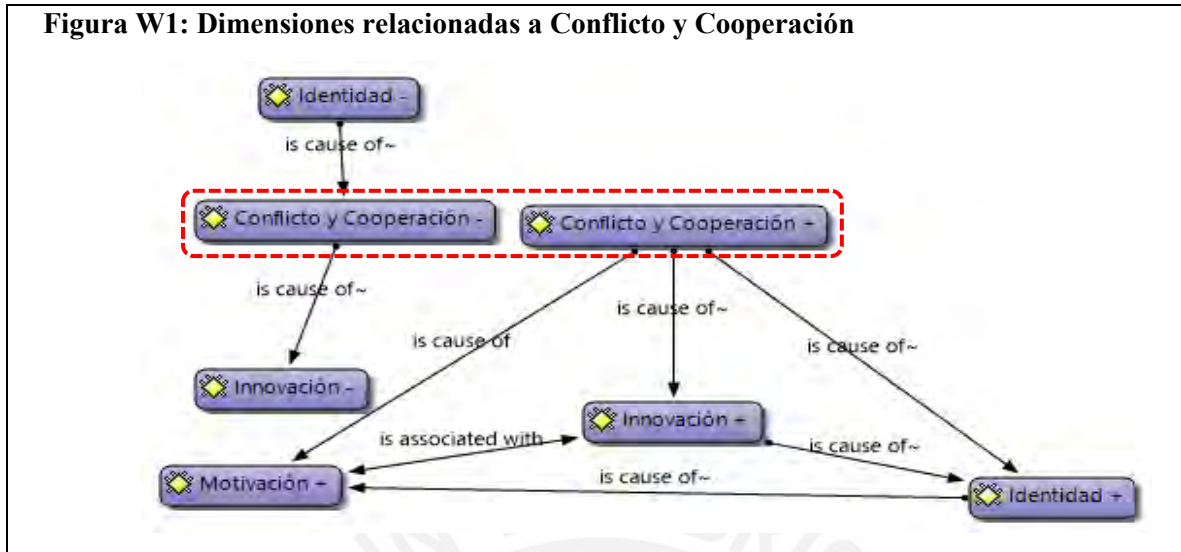 Figura W1: Dimensiones relacionadas a Conflicto y Cooperación
Identidad -
is cause of~
Conflicto y Cooperación -
Conflicto y Cooperación +
is cause of~
is cause of~
is cause of
is cause of~
Innovación -
Innovación +
is associated with
is cause of~
Motivación +
is cause of~
Identidad +